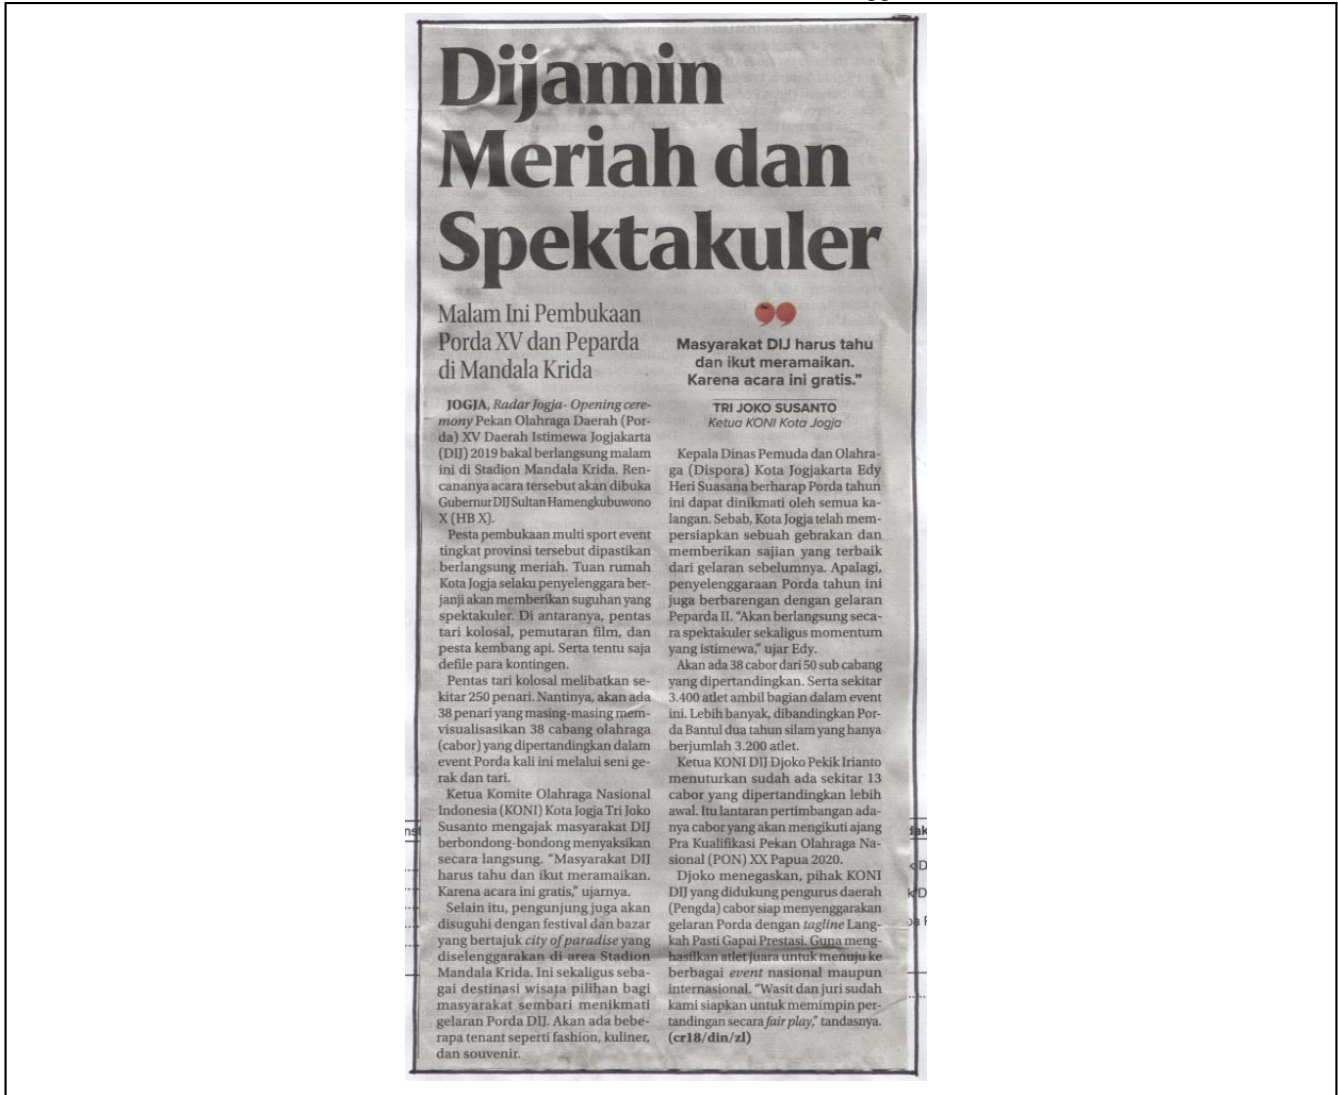 Dijamin
Meriah dan
Spektakuler
Malam Ini Pembukaan
Porda XV dan Peparda
di Mandala Krida
JOGJA, Radar Jogja- Opening cere-
mony Pekan Olahraga Daerah (Por-
da) XV Daerah Istimewa Jogjakarta
(DIJ) 2019 bakal berlangsung malam
ini di Stadion Mandala Krida. Ren-
cananya acara tersebut akan dibuka
Gubernur DIJ Sultan Hamengkubuwono
X (HB X).
Pesta pembukaan multi sport event
tingkat provinsi tersebut dipastikan
berlangsung meriah. Tuan rumah
Kota Jogja selaku penyelenggara ber-
janji akan memberikan suguhan yang
spektakuler. Di antaranya, pentas
tari kolosal, pemutaran film, dan
pesta kembang api. Serta tentu saja
defile para kontingen.
Pentas tari kolosal melibatkan se-
kitar 250 penari. Nantinya, akan ada
38 penari yang masing-masing mem-
visualisasikan 38 cabang olahraga
(cabor) yang dipertandingkan dalam
event Porda kali ini melalui seni ge-
rak dan tari.
Ketua Komite Olahraga Nasional
Indonesia (KONI) Kota Jogja Tri Joko
Susanto mengajak masyarakat DIJ
berbondong-bondong menyaksikan
secara langsung. “Masyarakat DIJ
harus tahu dan ikut meramaikan.
Karena acara ini gratis,” ujarnya.
Selain itu, pengunjung juga akan
disuguhi dengan festival dan bazar
yang bertajuk city of paradise yang
diselenggarakan di area Stadion
Mandala Krida. Ini sekaligus seba-
gai destinasi wisata pilihan bagi
masyarakat sembari menikmati
gelaran Porda DIJ. Akan ada bebe-
rapa tenant seperti fashion, kuliner,
dan souvenir.
Masyarakat DIJ harus tahu
dan ikut meramaikan.
Karena acara ini gratis.”
TRI JOKO SUSANTO
Ketua KONI Kota Jogja
Kepala Dinas Pemuda dan Olahra-
ga (Dispora) Kota Jogjakarta Edy
Heri Suasana berharap Porda tahun
ini dapat dinikmati oleh semua ka-
langan. Sebab, Kota Jogja telah mem-
persiapkan sebuah gebrakan dan
memberikan sajian yang terbaik
dari gelaran sebelumnya. Apalagi,
penyelenggaraan Porda tahun ini
juga berbarengan dengan gelaran
Peparda II. “Akan berlangsung seca-
ra spektakuler sekaligus momentum
yang istimewa,” ujar Edy.
Akan ada 38 cabor dari 50 sub cabang
yang dipertandingkan. Serta sekitar
3.400 atlet ambil bagian dalam event
ini. Lebih banyak, dibandingkan Por-
da Bantul dua tahun silam yang hanya
berjumlah 3.200 atlet.
Ketua KONI DIJ Djoko Pekik Irianto
menuturkan sudah ada sekitar 13
cabor yang dipertandingkan lebih
awal. Itu lantaran pertimbangan ada-
nya cabor yang akan mengikuti ajang
Pra Kualifikasi Pekan Olahraga Na-
sional (PON) XX Papua 2020.
Djoko menegaskan, pihak KONI
DIJ yang didukung pengurus daerah
(Pengda) cabor siap menyenggarakan
gelaran Porda dengan tagline Lang-
kah Pasti Gapai Prestasi. Guna meng-
hasilkan atlet juara untuk menuju ke
berbagai event nasional maupun
internasional. “Wasit dan juri sudah
kami siapkan untuk memimpin per-
tandingan secara fair play,” tandasnya.
(cr18/din/zl)